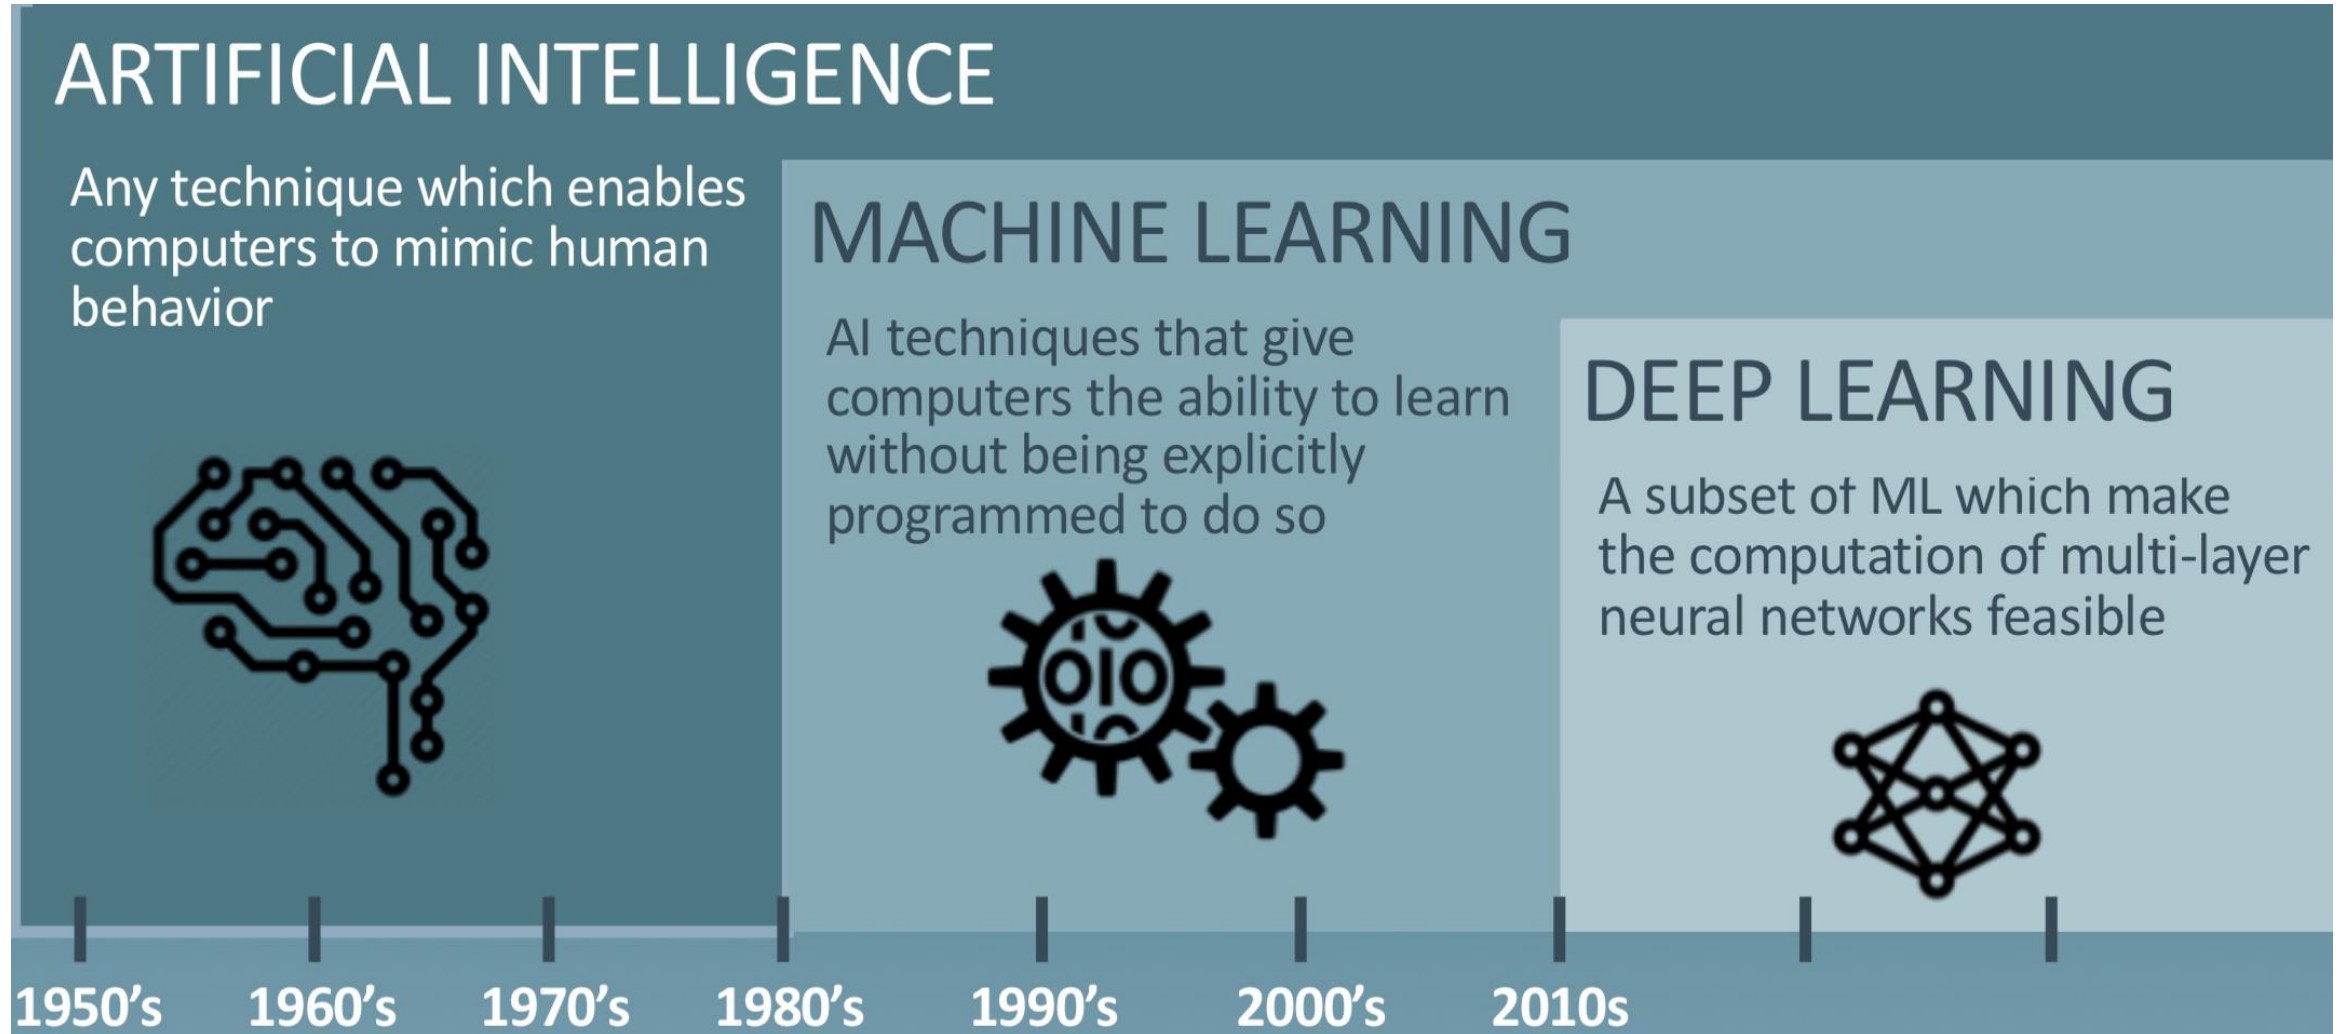 ARTIFICIAL INTELLIGENCE
Any technique which enables
computers to mimic human
behavior
MACHINE LEARNING
AI techniques that give
computers the ability to learn
without being explicitly
programmed to do so
DEEP LEARNING
A subset of ML which make
the computation of multi-layer
neural networks feasible
OIO
1950’s 1960’s 1970’s 1980’s 1990’s 2000’s 2010s